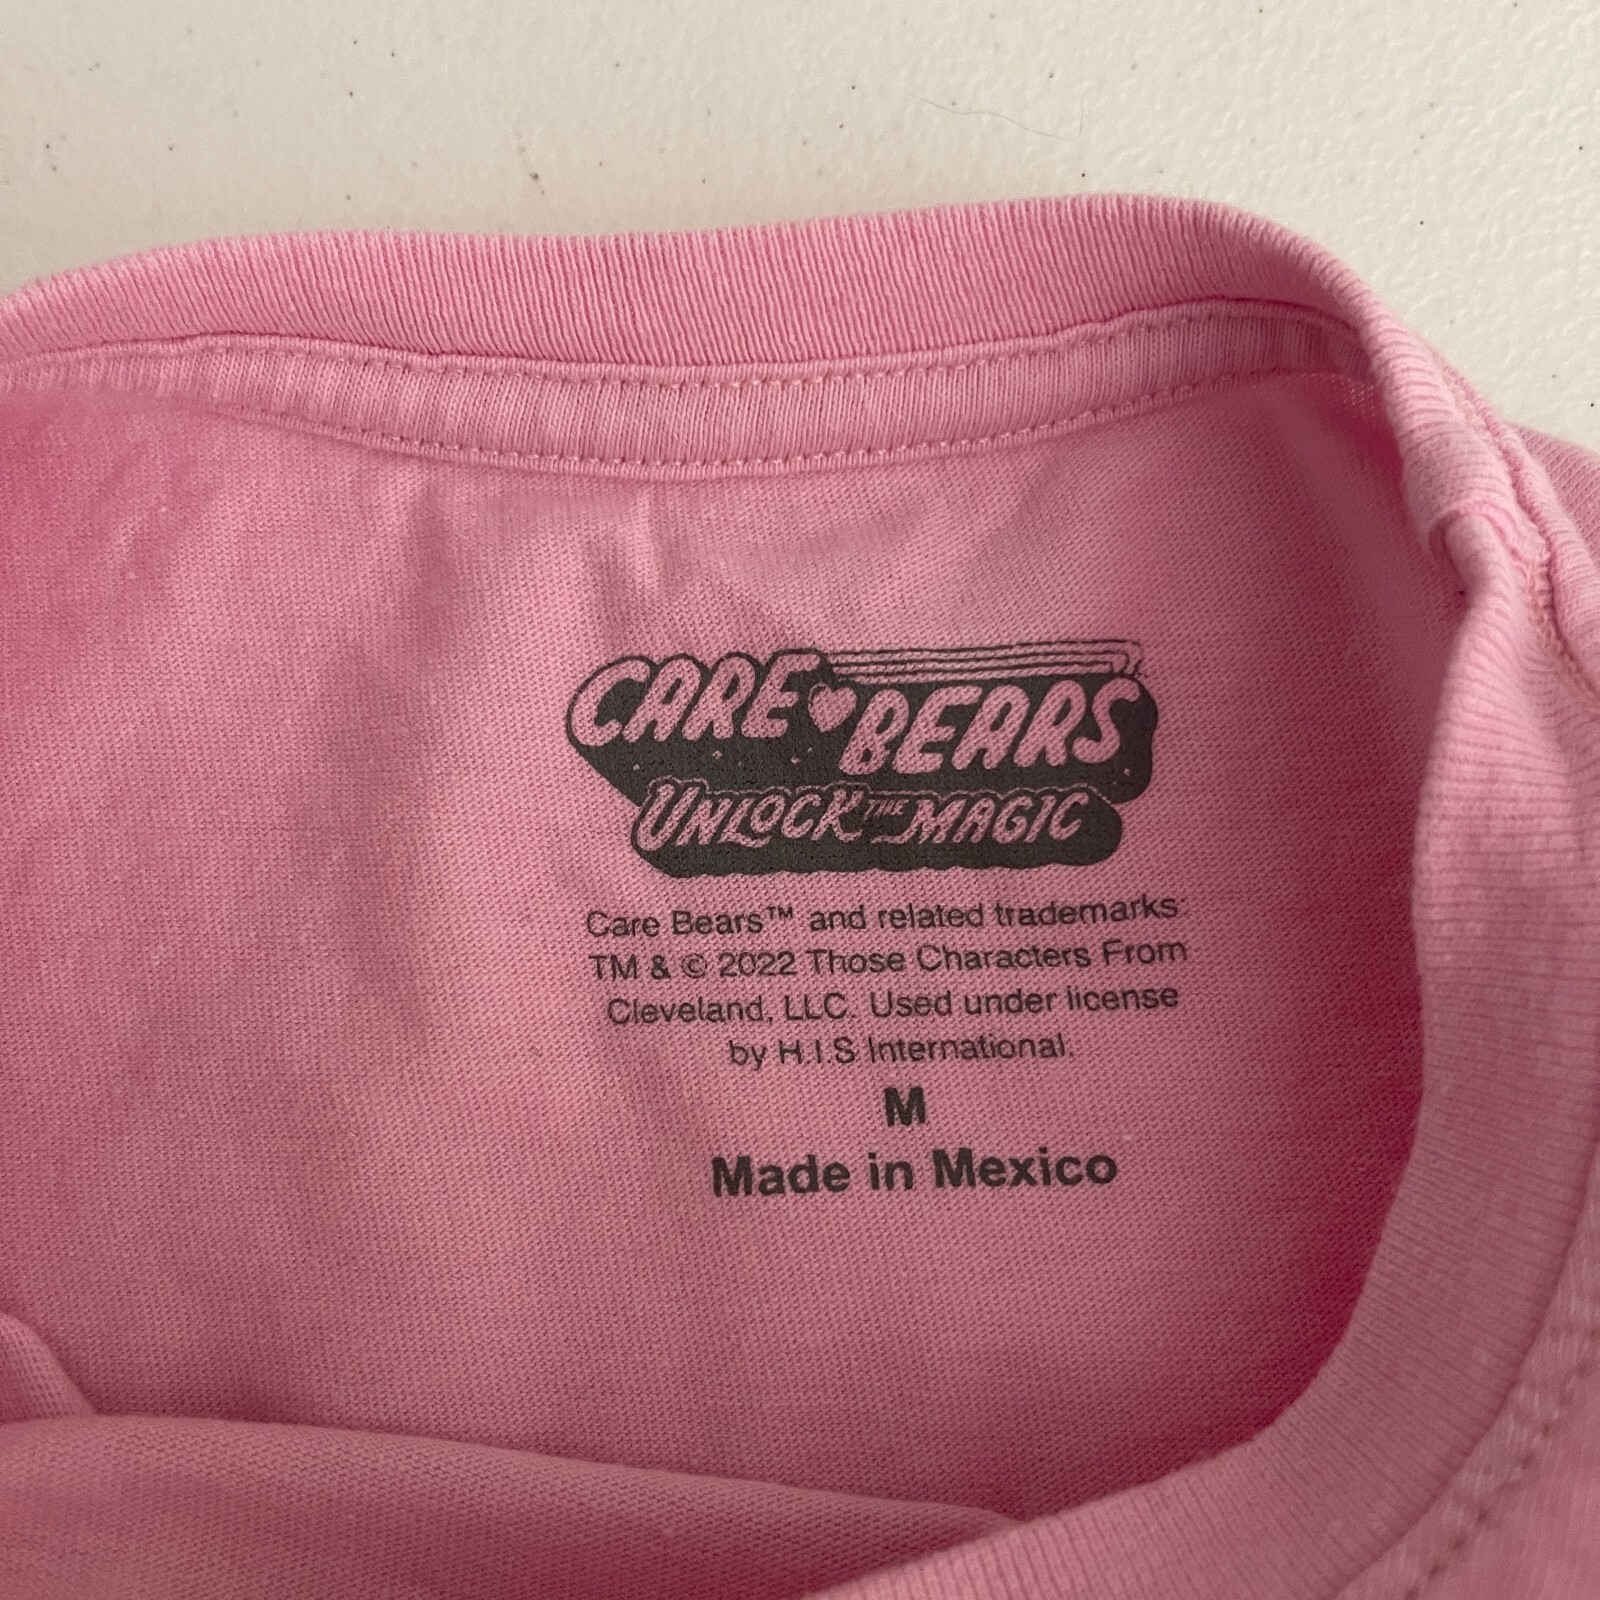 CARE BEARS
UNLOCK THE MAGIC
Care Bears™ and related trademarks
TM & © 2022 Those Characters From
Cleveland, LLC. Used under license
by H.I.S International.
M
Made in Mexico